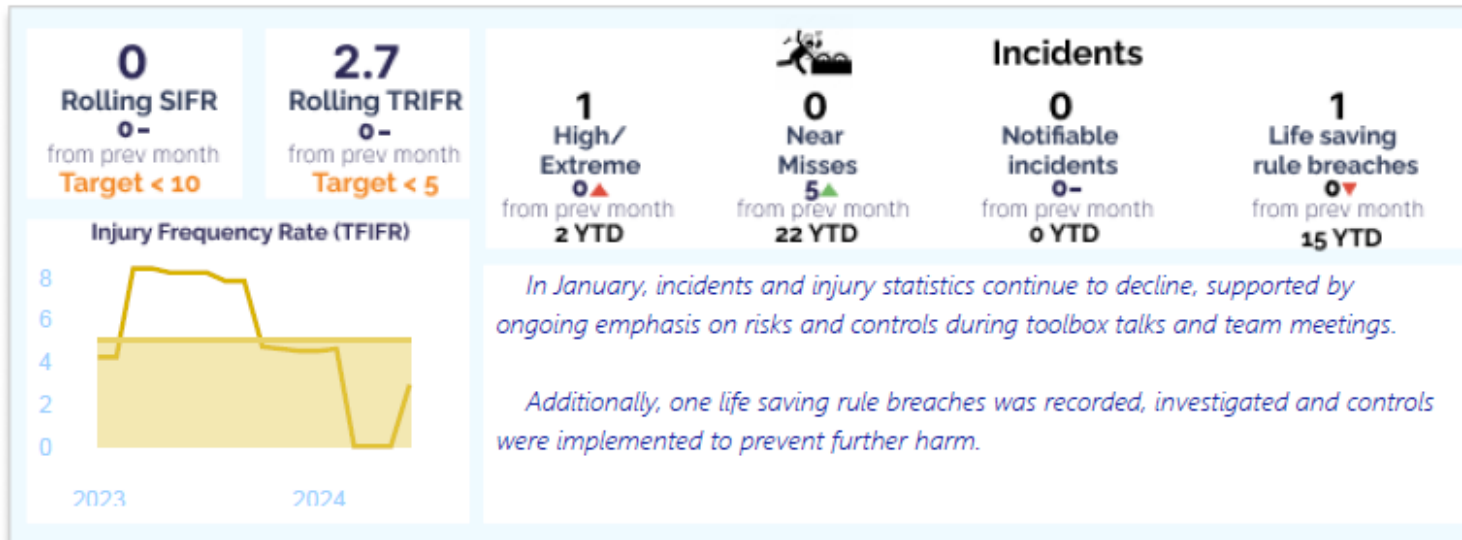 0
Rolling SIFR
0 –
from prev month
Target < 10
2.7
Rolling TRIFR
0 –
from prev month
Target < 5
Injury Frequency Rate (TFIFR)
8
6
4
2
0
2023 2024
Incidents
1
High/
Extreme
0▲
from prev month
2 YTD
0
Near
Misses
5▲
from prev month
22 YTD
0
Notifiable
incidents
0 –
from prev month
0 YTD
1
Life saving
rule breaches
0▼
from prev month
15 YTD
In January, incidents and injury statistics continue to decline, supported by
ongoing emphasis on risks and controls during toolbox talks and team meetings.
Additionally, one life saving rule breaches was recorded, investigated and controls
were implemented to prevent further harm.